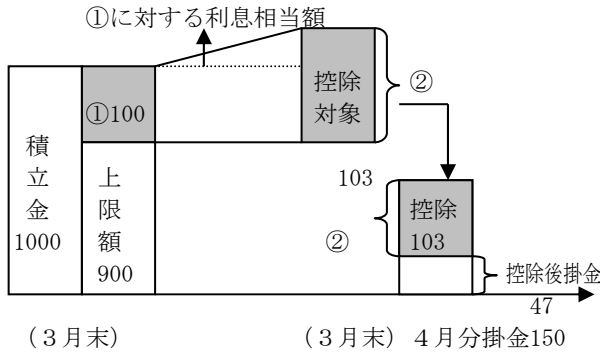 ①に対する利息相当額
①100
控除
対象
②
積
立
金
1000
上
限
額
900
103
控除
103
②
控除後掛金
47
（３月末）
（３月末）
４月分掛金150